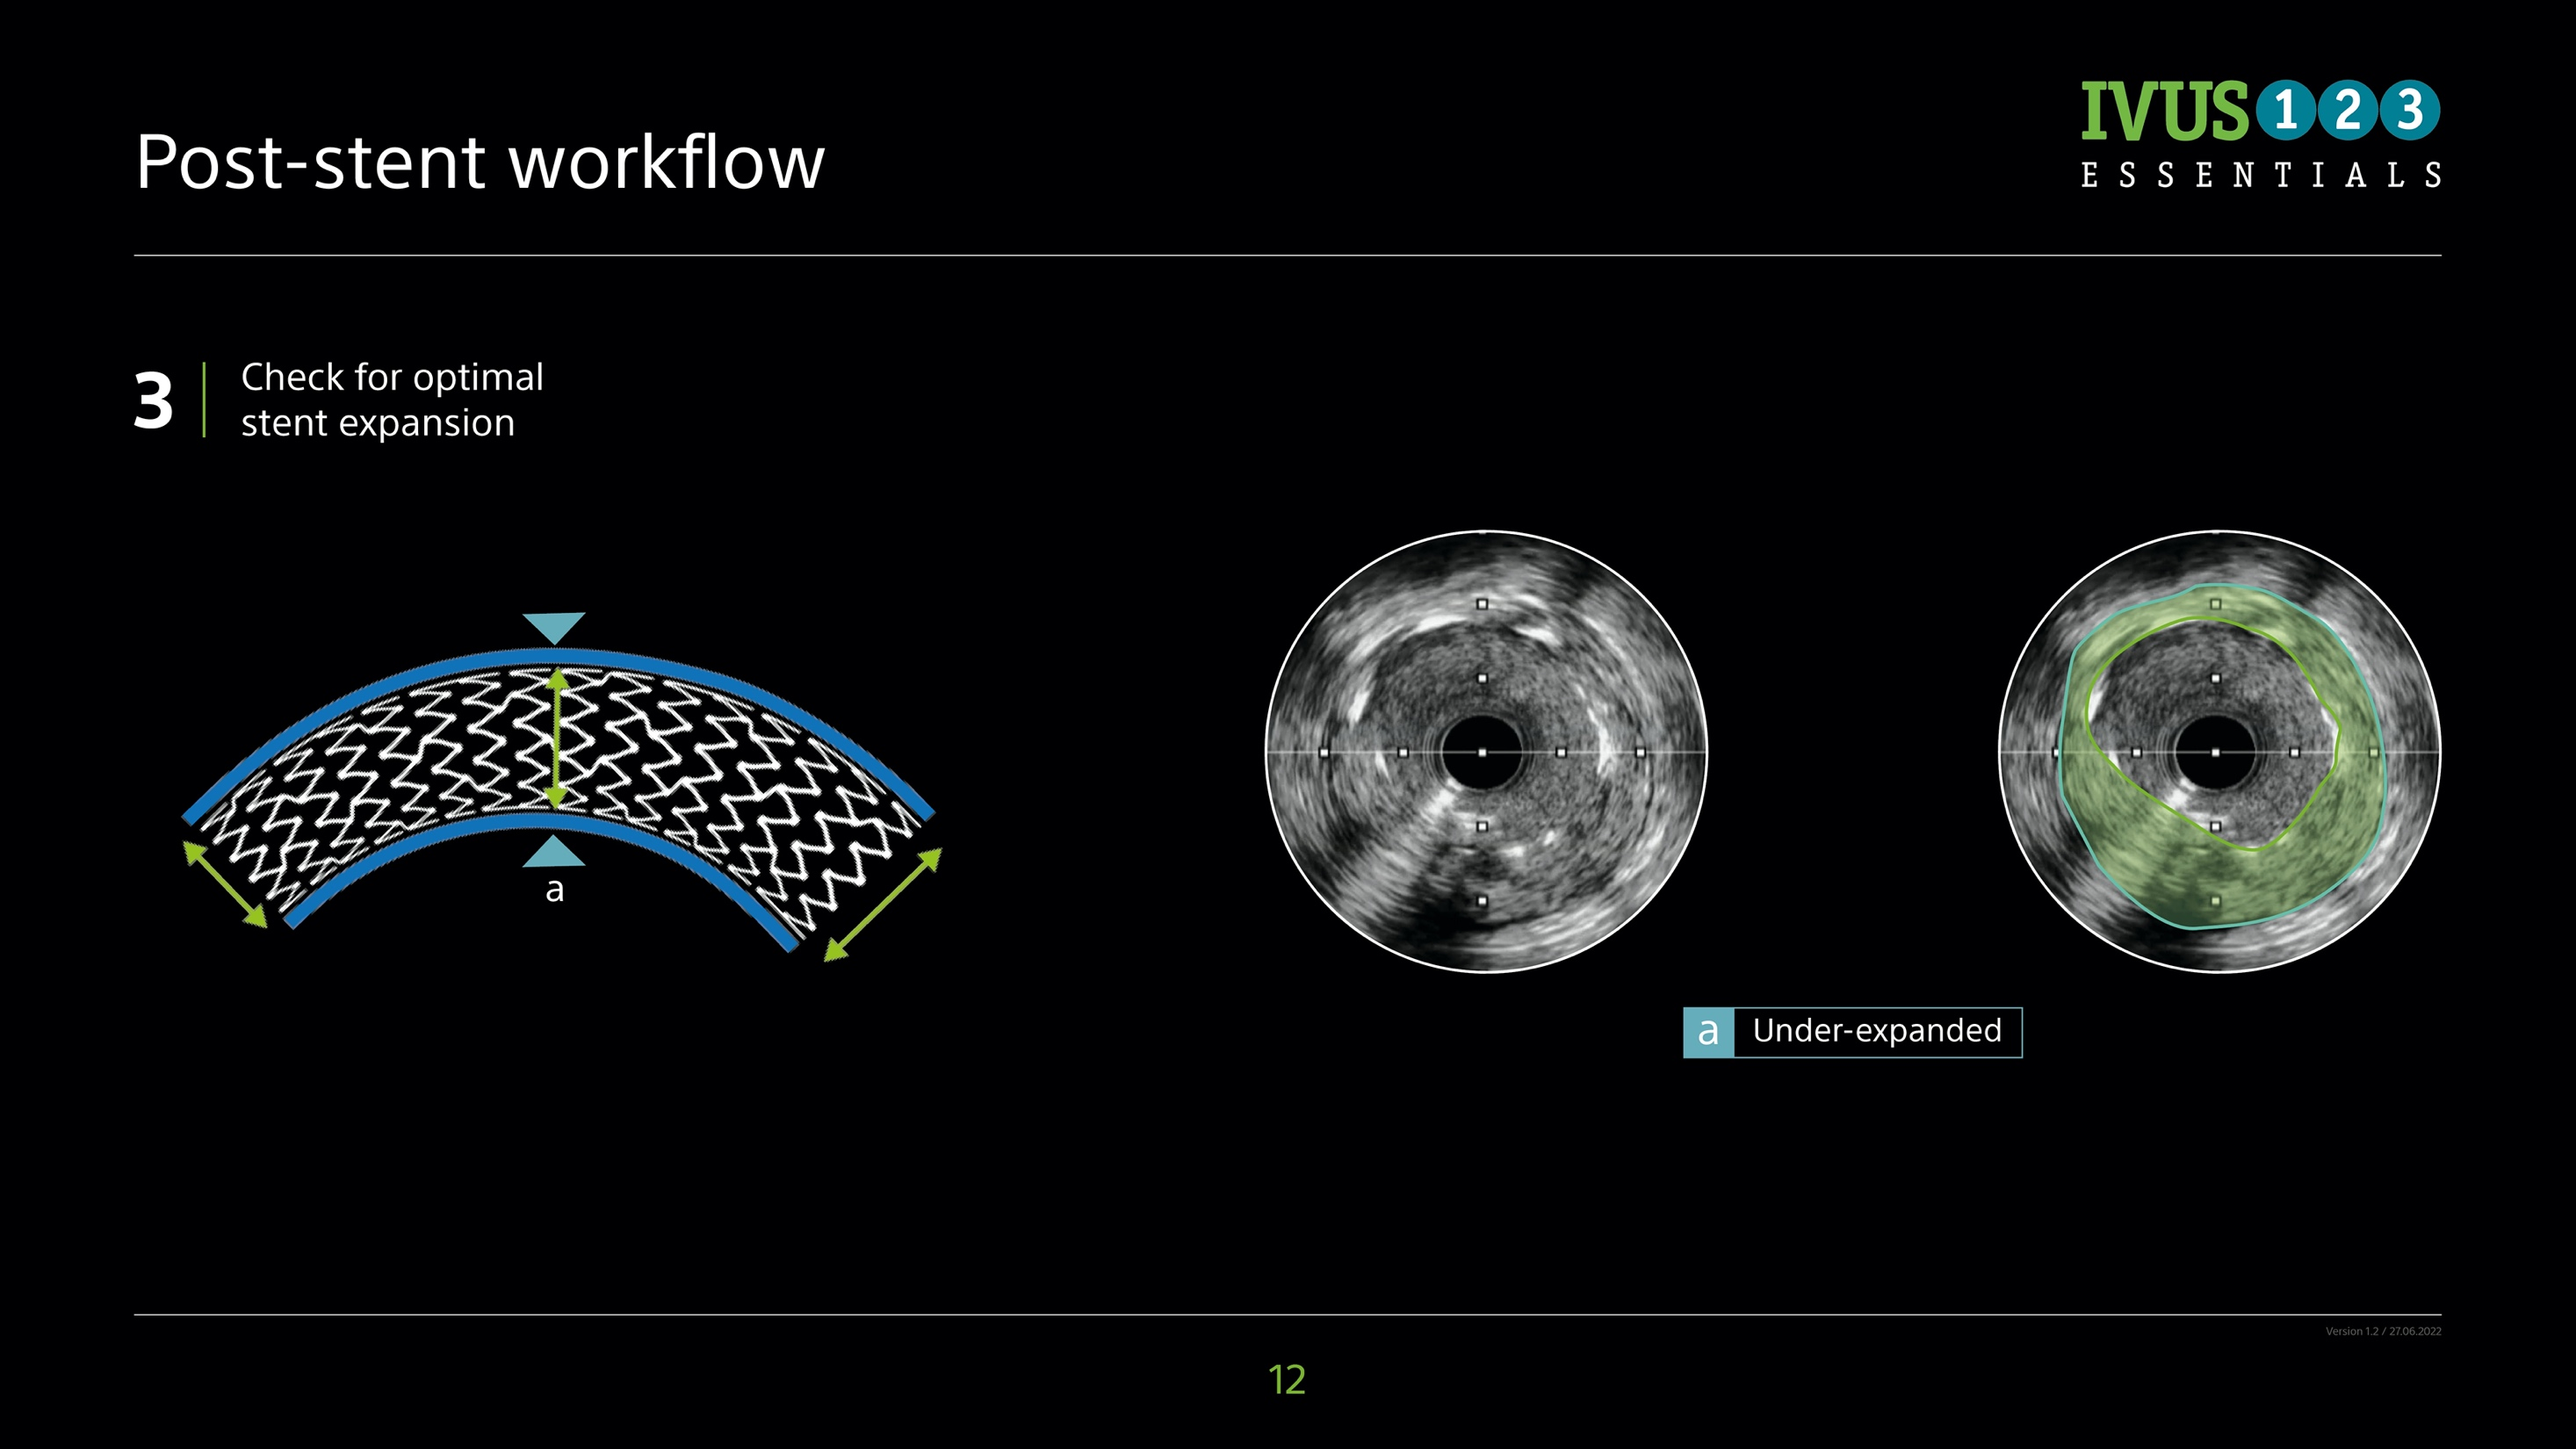 Post-stent workflow
IVUS 1 2 3
ESSENTIALS
3
Check for optimal
stent expansion
a
a Under-expanded
Version 1.2 / 27.06.2022
12